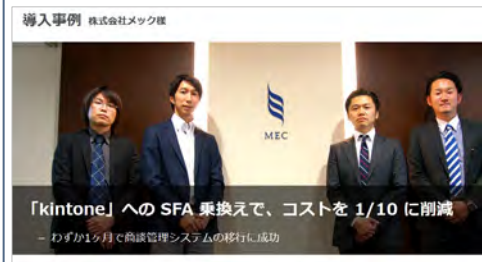 導入事例 株式会社メック様
MEC
「kintone」への SFA 乗換えで、コストを 1/10 に削減
– わずか1ヶ月で商談管理システムの移行に成功